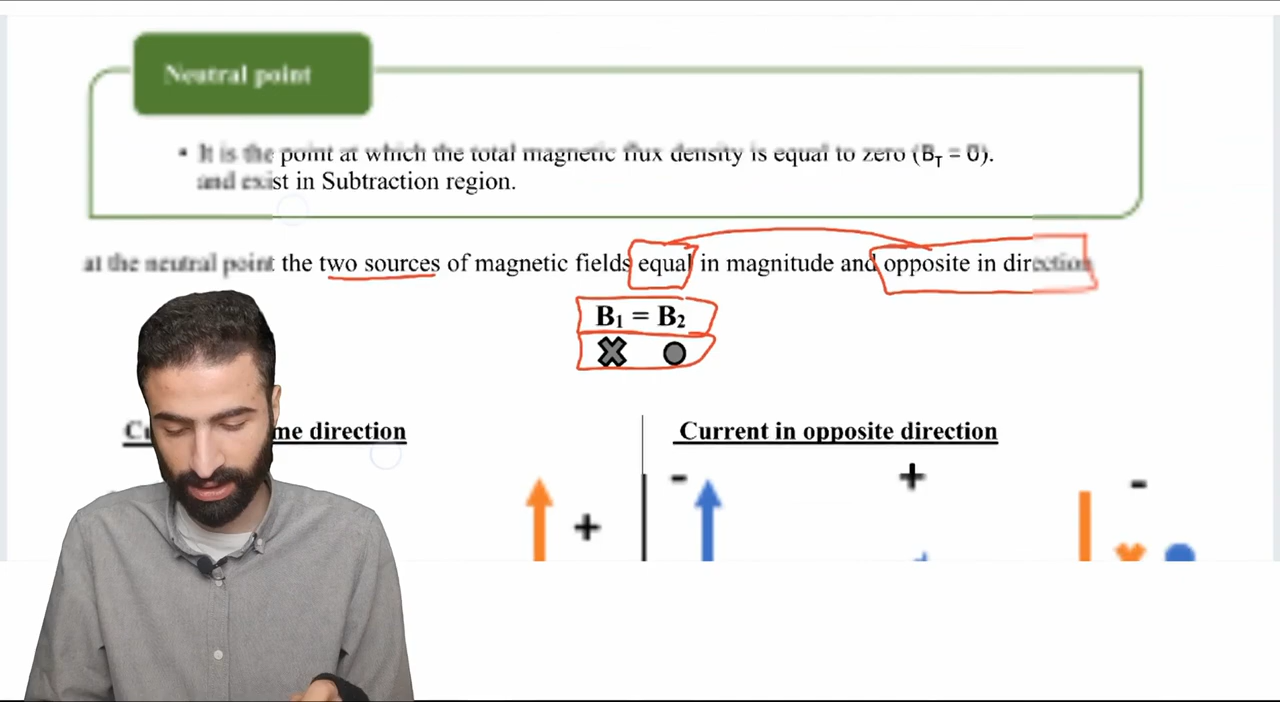 Neutral point
• It is the point at which the total magnetic flux density is equal to zero (B_T = 0).
and exist in Subtraction region.
at the neutral point the two sources of magnetic fields equal in magnitude and opposite in direction
B₁ = B₂
me direction
Current in opposite direction
- + -
+